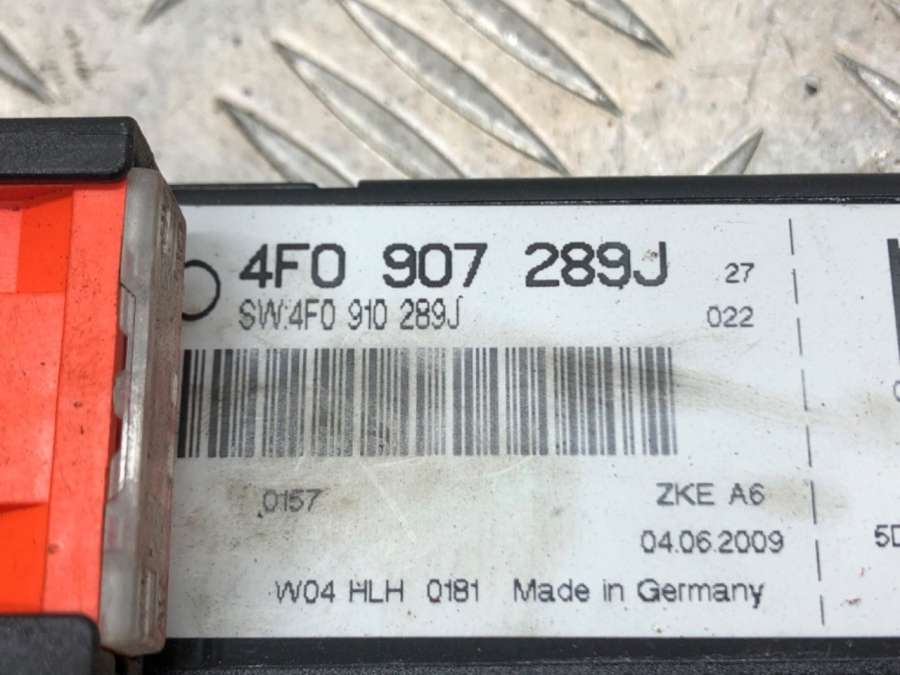 4F0 907 289J 27
SW:4F0 910 289J 022
0157 ZKE A6
04.06.2009
W04 HLH 0181 Made in Germany